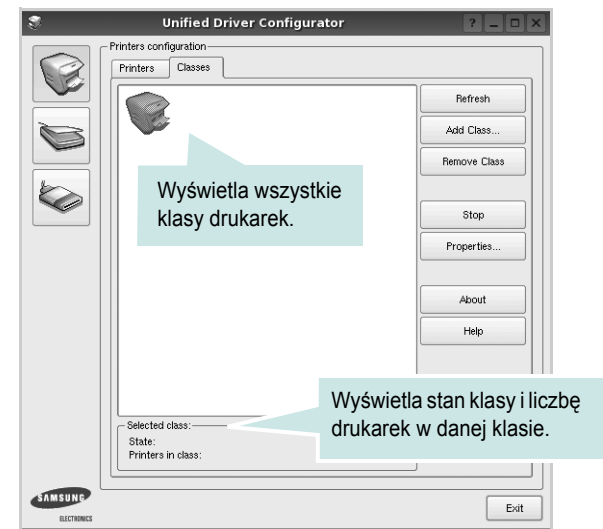 Unified Driver Configurator
Printers configuration
Printers
Classes
Refresh
Add Class...
Remove Class
Wyświetla wszystkie
klasy drukarek.
Stop
Properties...
About
Help
Wyświetla stan klasy i liczbę
drukarek w danej klasie.
Selected class:
State:
Printers in class:
SAMSUNG
ELECTRONICS
Exit